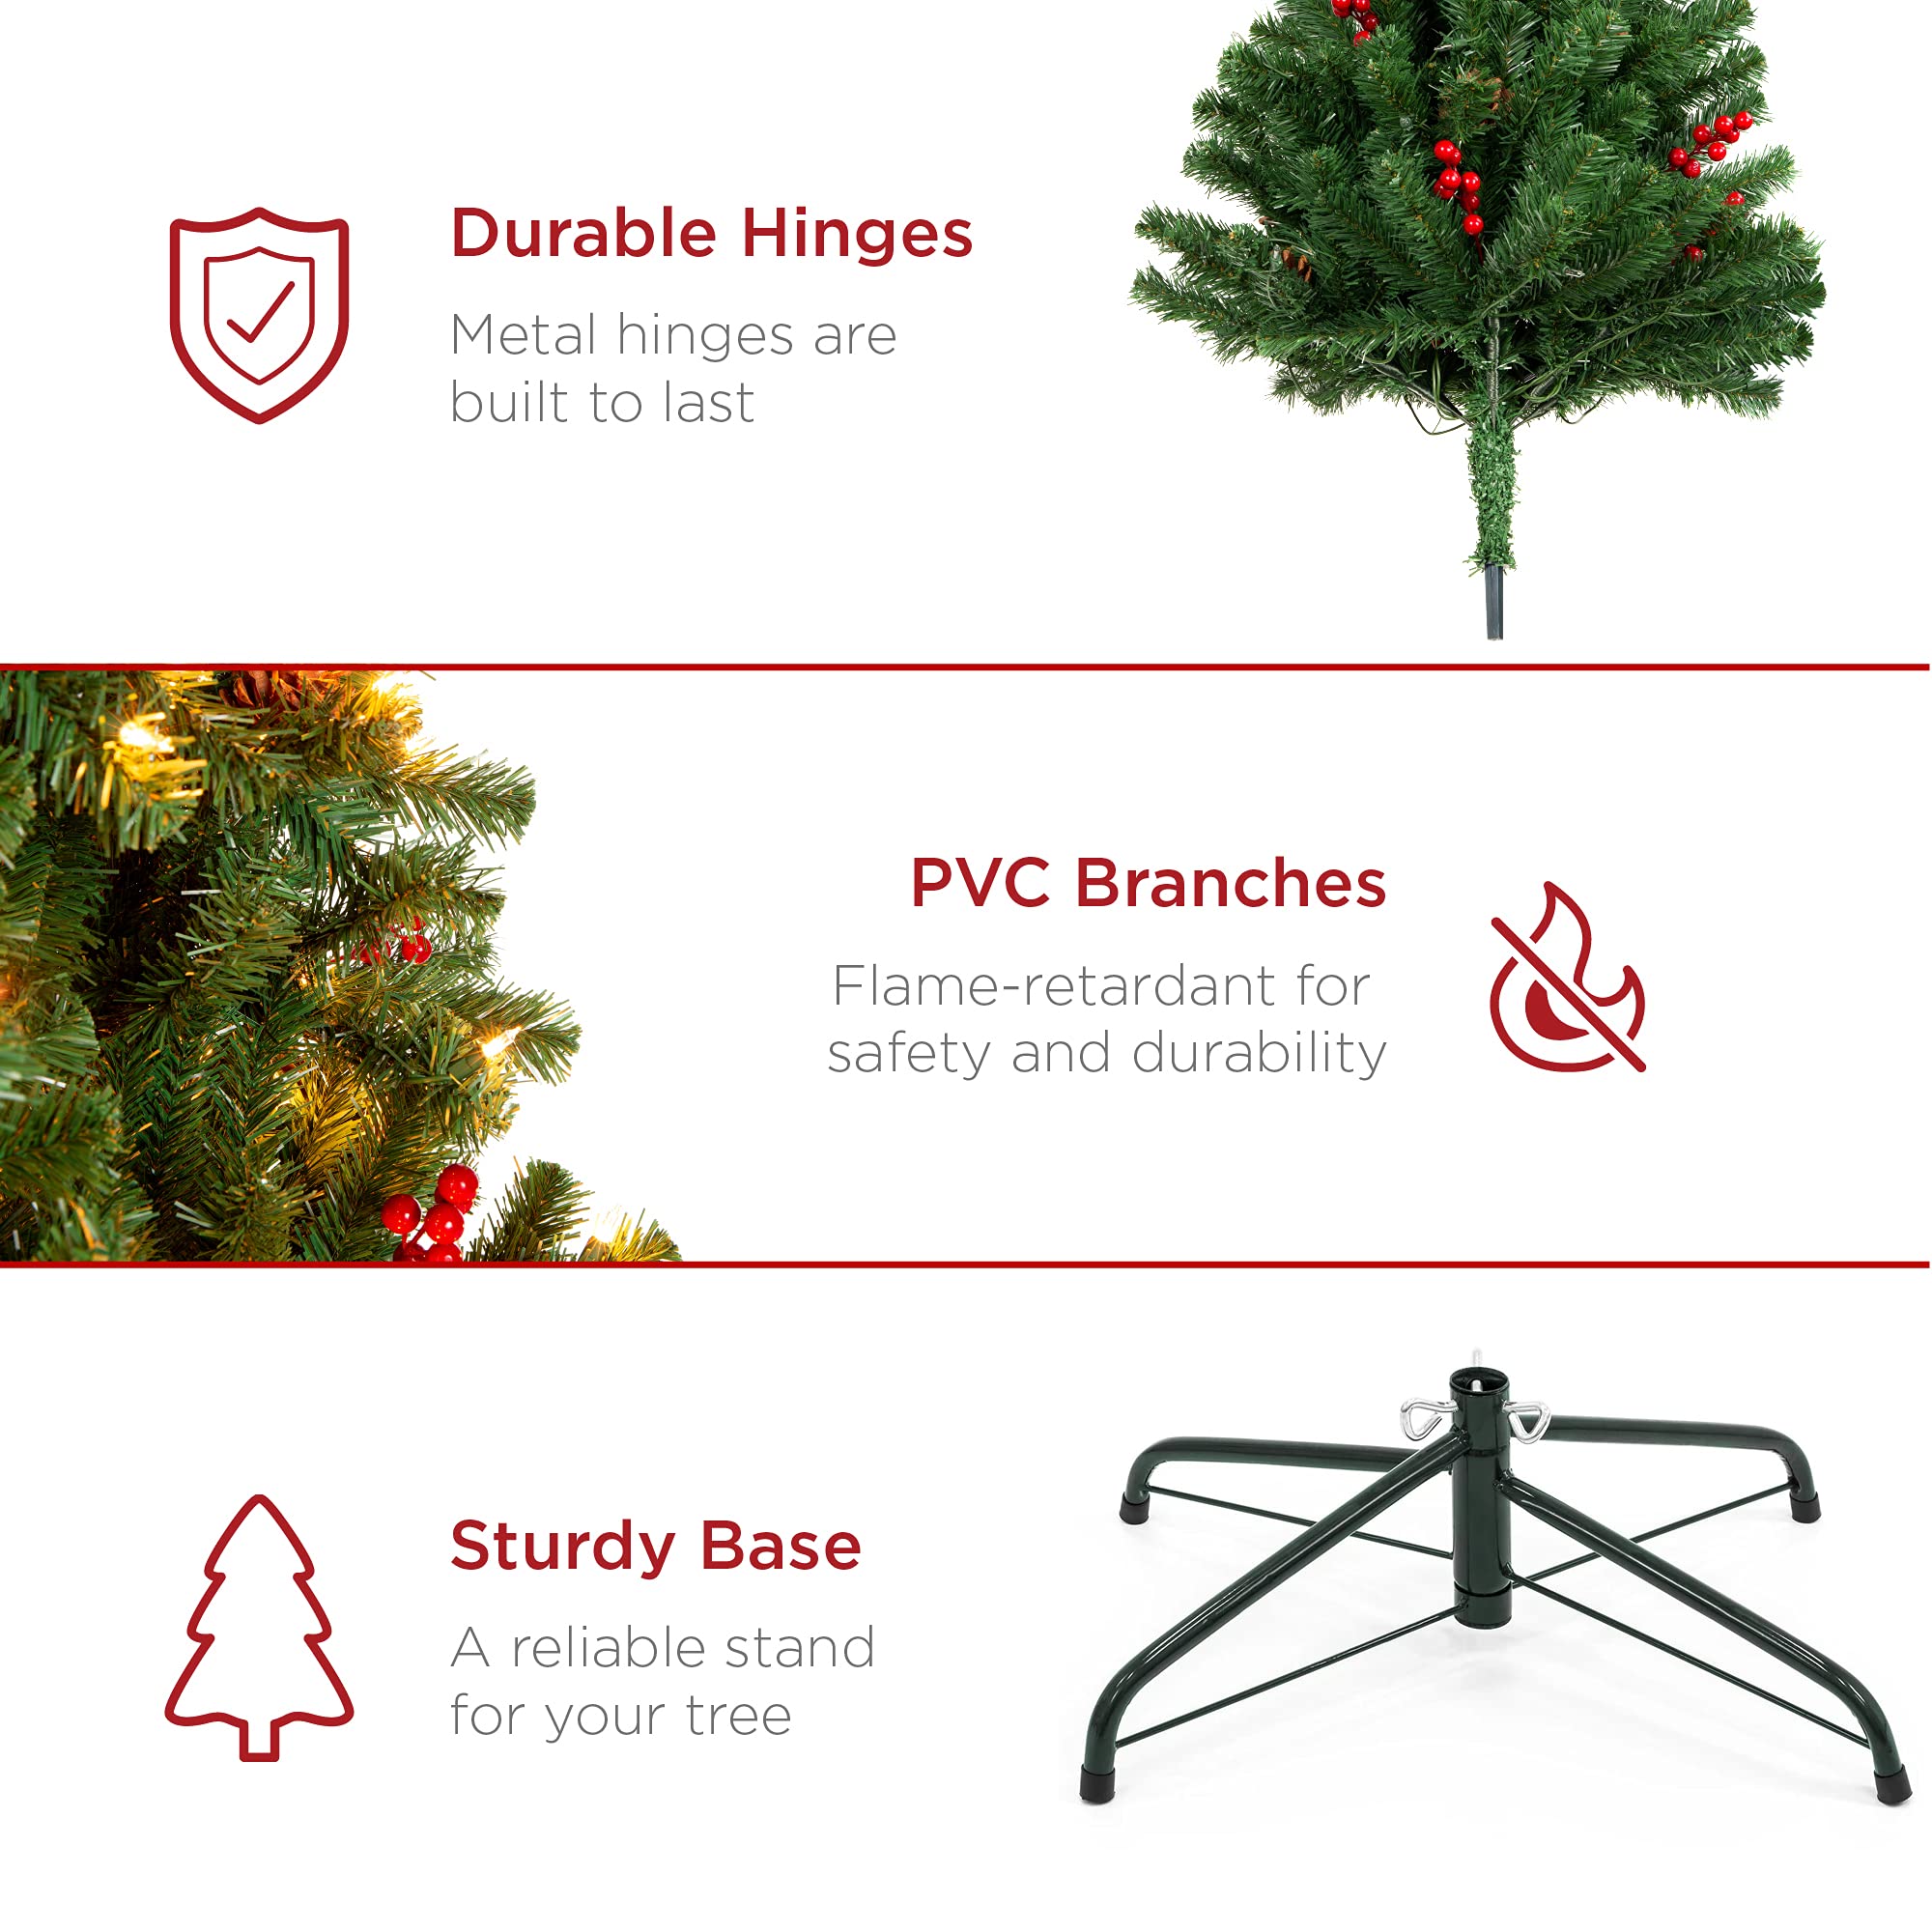 Durable Hinges
Metal hinges are
built to last
PVC Branches
Flame-retardant for
safety and durability
Sturdy Base
A reliable stand
for your tree